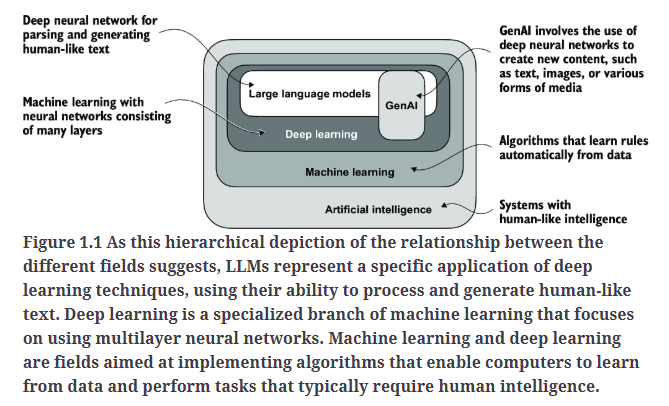 Deep neural network for
parsing and generating
human-like text
GenAI involves the use of
deep neural networks to
create new content, such
as text, images, or various
forms of media
Large language models
GenAI
Machine learning with
neural networks consisting
of many layers
Deep learning
Algorithms that learn rules
automatically from data
Machine learning
Artificial intelligence
Systems with
human-like intelligence
Figure 1.1 As this hierarchical depiction of the relationship between the
different fields suggests, LLMs represent a specific application of deep
learning techniques, using their ability to process and generate human-like
text. Deep learning is a specialized branch of machine learning that focuses
on using multilayer neural networks. Machine learning and deep learning
are fields aimed at implementing algorithms that enable computers to learn
from data and perform tasks that typically require human intelligence.